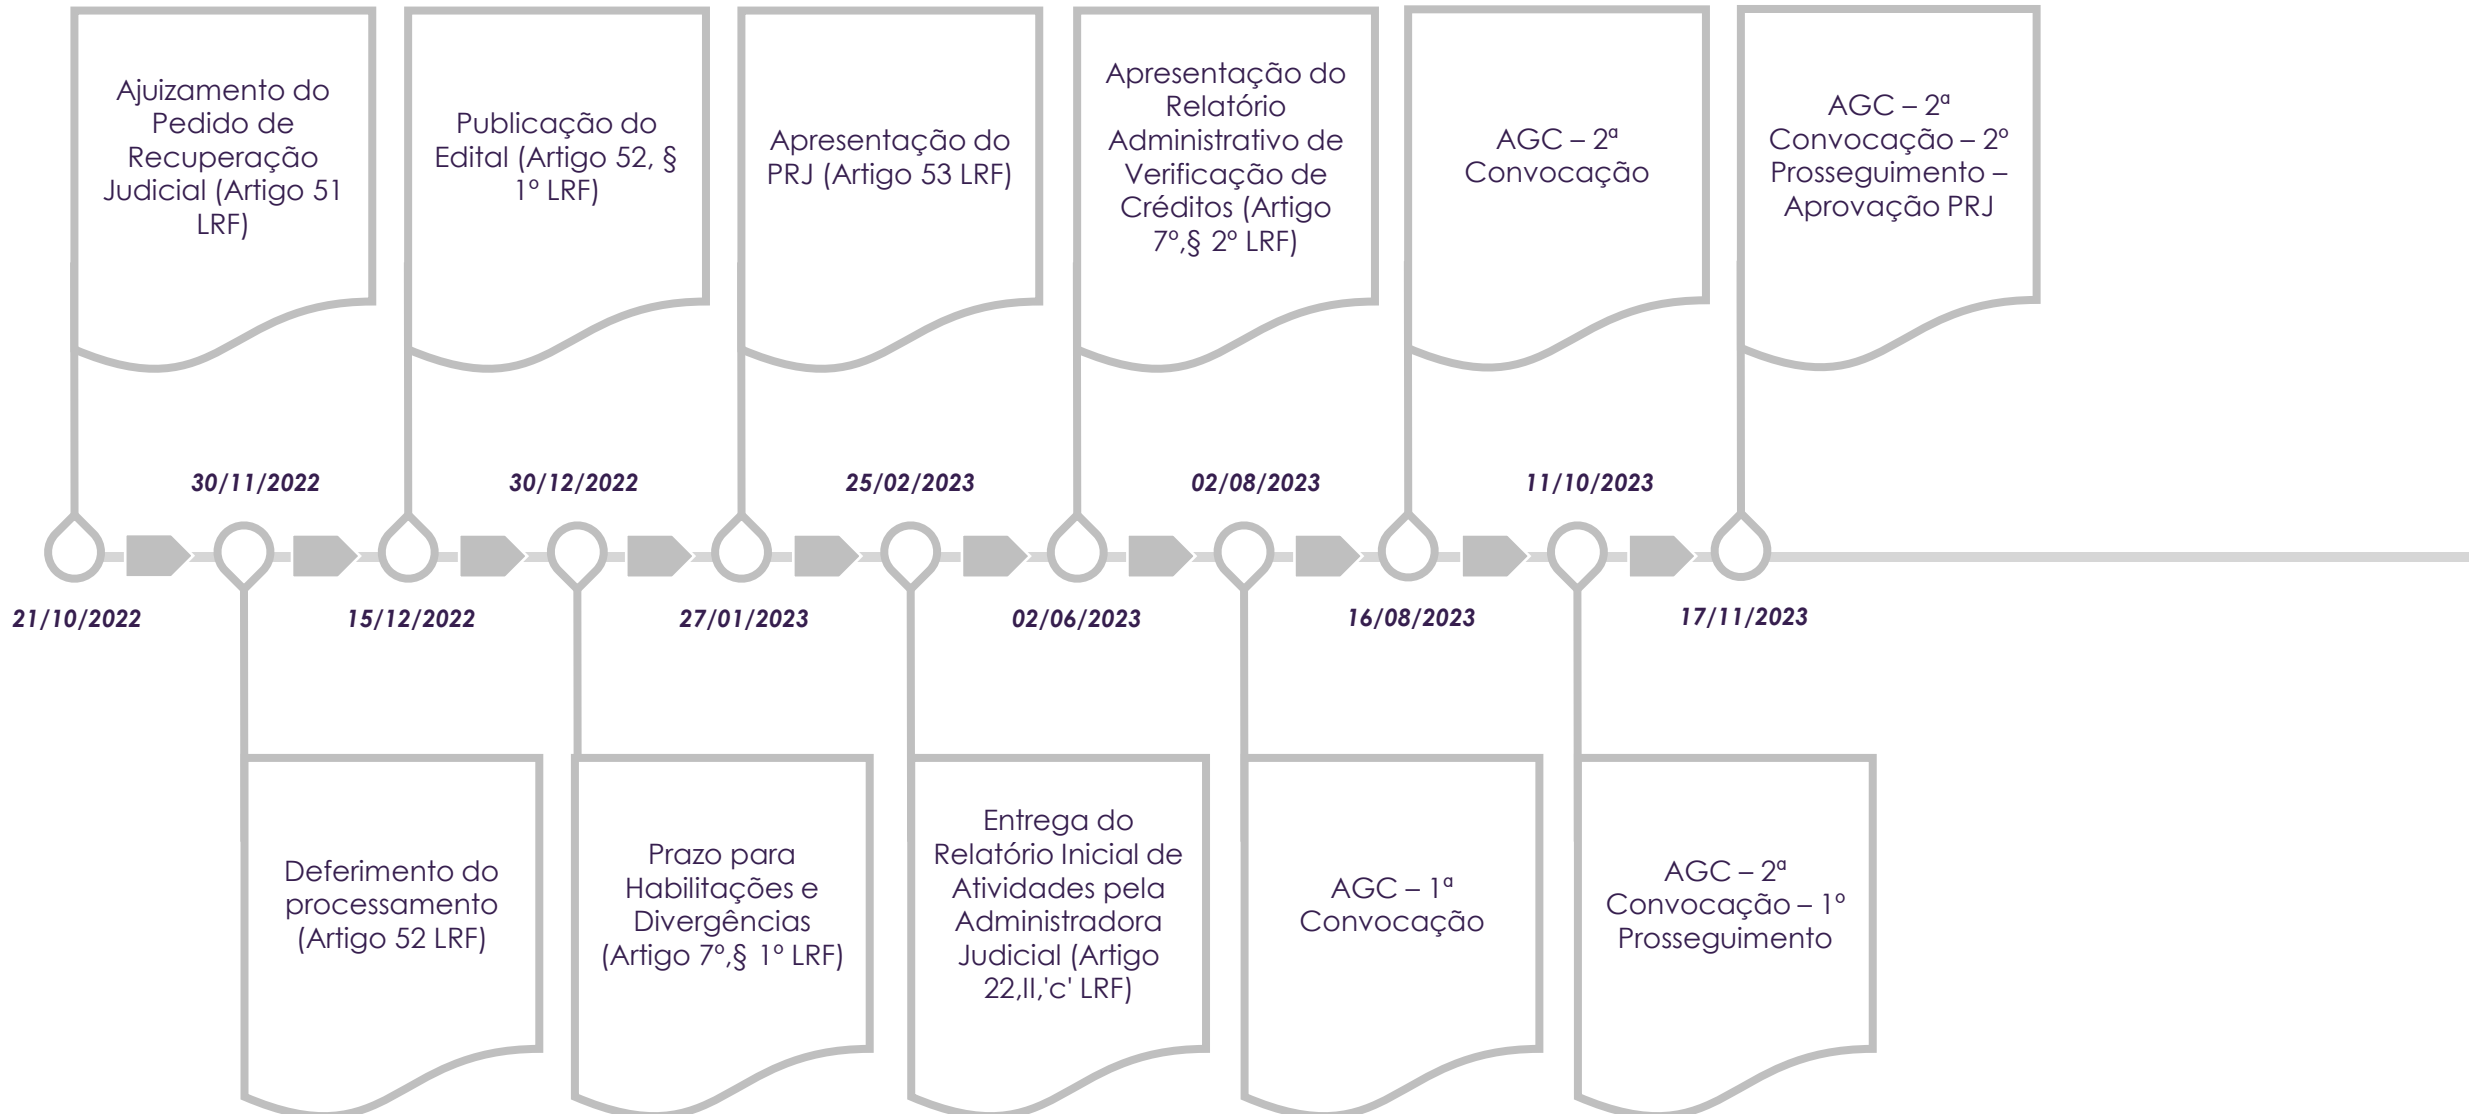 Ajuizamento do
Pedido de
Recuperação
Judicial (Artigo 51
LRF)
Publicação do
Edital (Artigo 52, §
1º LRF)
Apresentação do
PRJ (Artigo 53 LRF)
Apresentação do
Relatório
Administrativo de
Verificação de
Créditos (Artigo
7º,§ 2º LRF)
AGC – 2ª
Convocação
AGC – 2ª
Convocação – 2º
Prosseguimento –
Aprovação PRJ
30/11/2022
30/12/2022
25/02/2023
02/08/2023
11/10/2023
21/10/2022
15/12/2022
27/01/2023
02/06/2023
16/08/2023
17/11/2023
Deferimento do
processamento
(Artigo 52 LRF)
Prazo para
Habilitações e
Divergências
(Artigo 7º,§ 1º LRF)
Entrega do
Relatório Inicial de
Atividades pela
Administradora
Judicial (Artigo
22,II,'c' LRF)
AGC – 1ª
Convocação
AGC – 2ª
Convocação – 1º
Prosseguimento